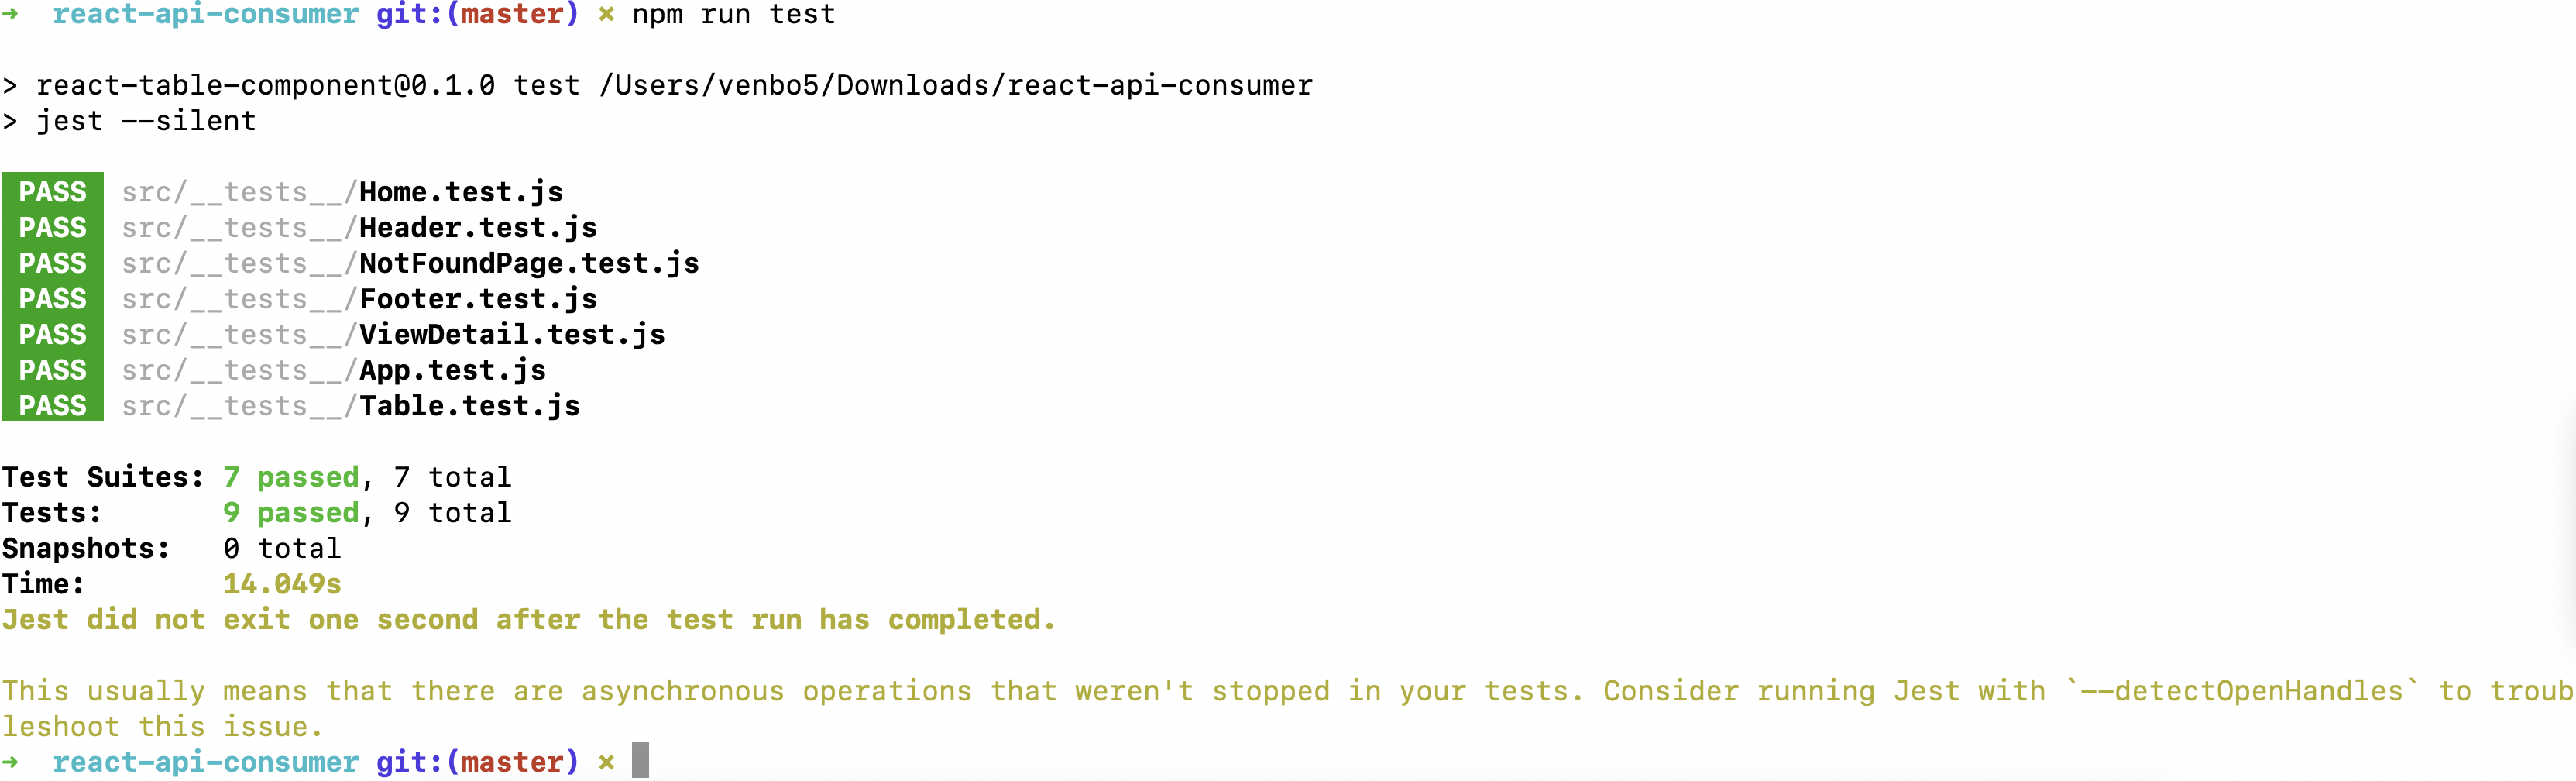 →  react-api-consumer git:(master) × npm run test
> react-table-component@0.1.0 test /Users/venbo5/Downloads/react-api-consumer
> jest --silent
PASS src/__tests__/Home.test.js
PASS src/__tests__/Header.test.js
PASS src/__tests__/NotFoundPage.test.js
PASS src/__tests__/Footer.test.js
PASS src/__tests__/ViewDetail.test.js
PASS src/__tests__/App.test.js
PASS src/__tests__/Table.test.js
Test Suites: 7 passed, 7 total
Tests:       9 passed, 9 total
Snapshots:   0 total
Time:        14.049s
Jest did not exit one second after the test run has completed.
This usually means that there are asynchronous operations that weren't stopped in your tests. Consider running Jest with `--detectOpenHandles` to troub
leshoot this issue.
→  react-api-consumer git:(master) ×